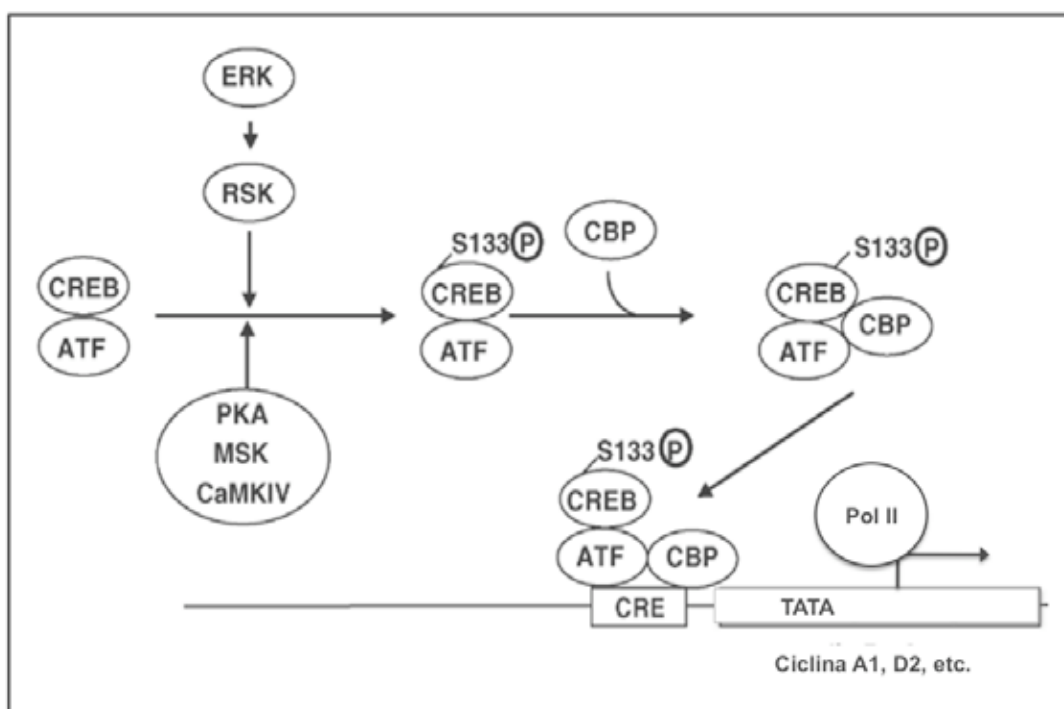 ERK
RSK
CREB
ATF
PKA
MSK
CaMKIV
S133 P
CREB
ATF
CBP
S133 P
CREB
CBP
ATF
S133 P
CREB
ATF
CBP
CRE
Pol II
TATA
Ciclina A1, D2, etc.